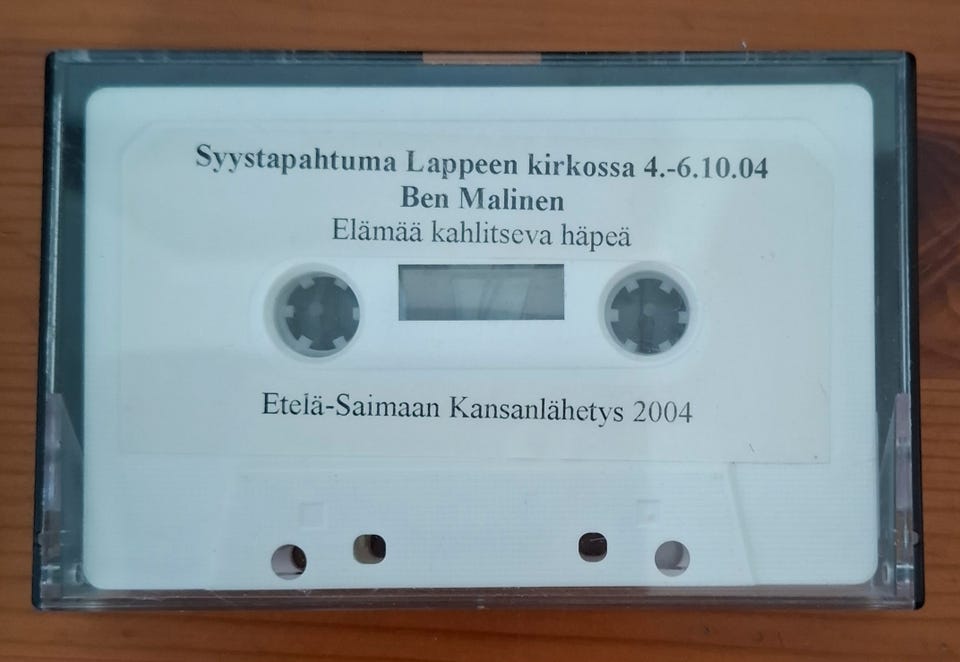 Syystapahtuma Lappeen kirkossa 4.-6.10.04
Ben Malinen
Elämää kahlitseva häpeä
Etelä-Saimaan Kansanlähetys 2004